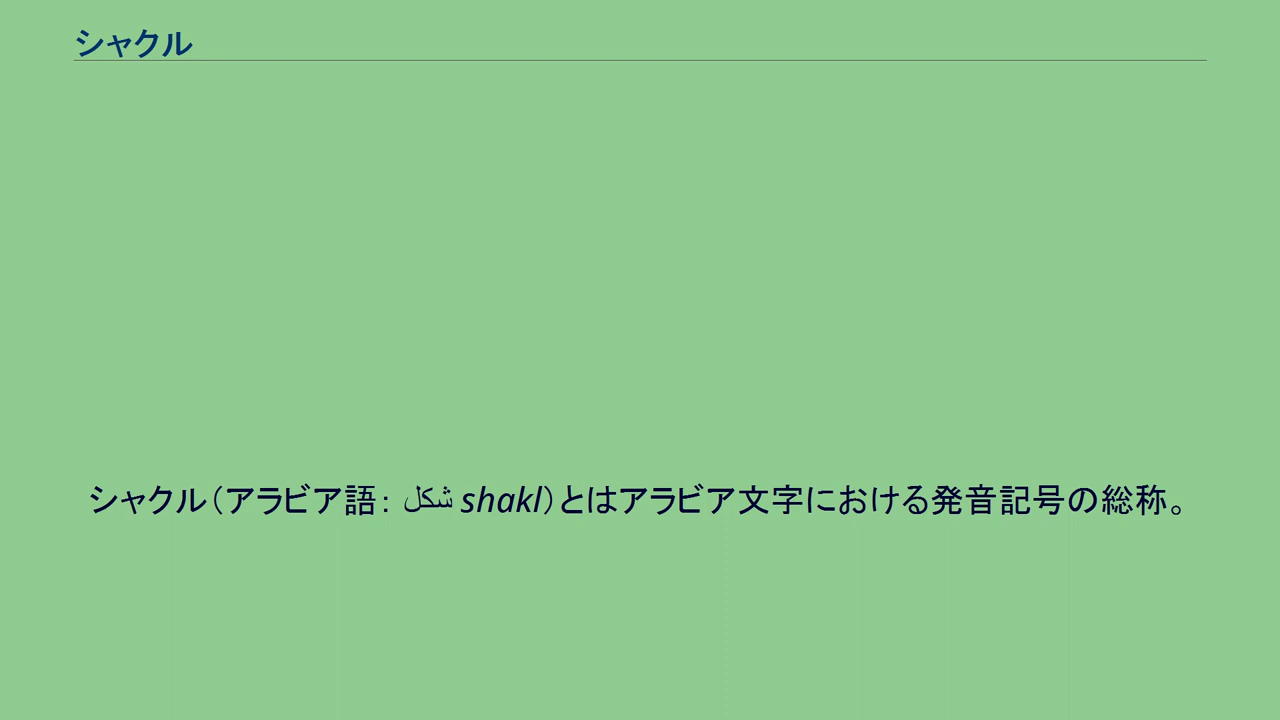 シャクル
シャクル（アラビア語： شكل shakl）とはアラビア文字における発音記号の総称。